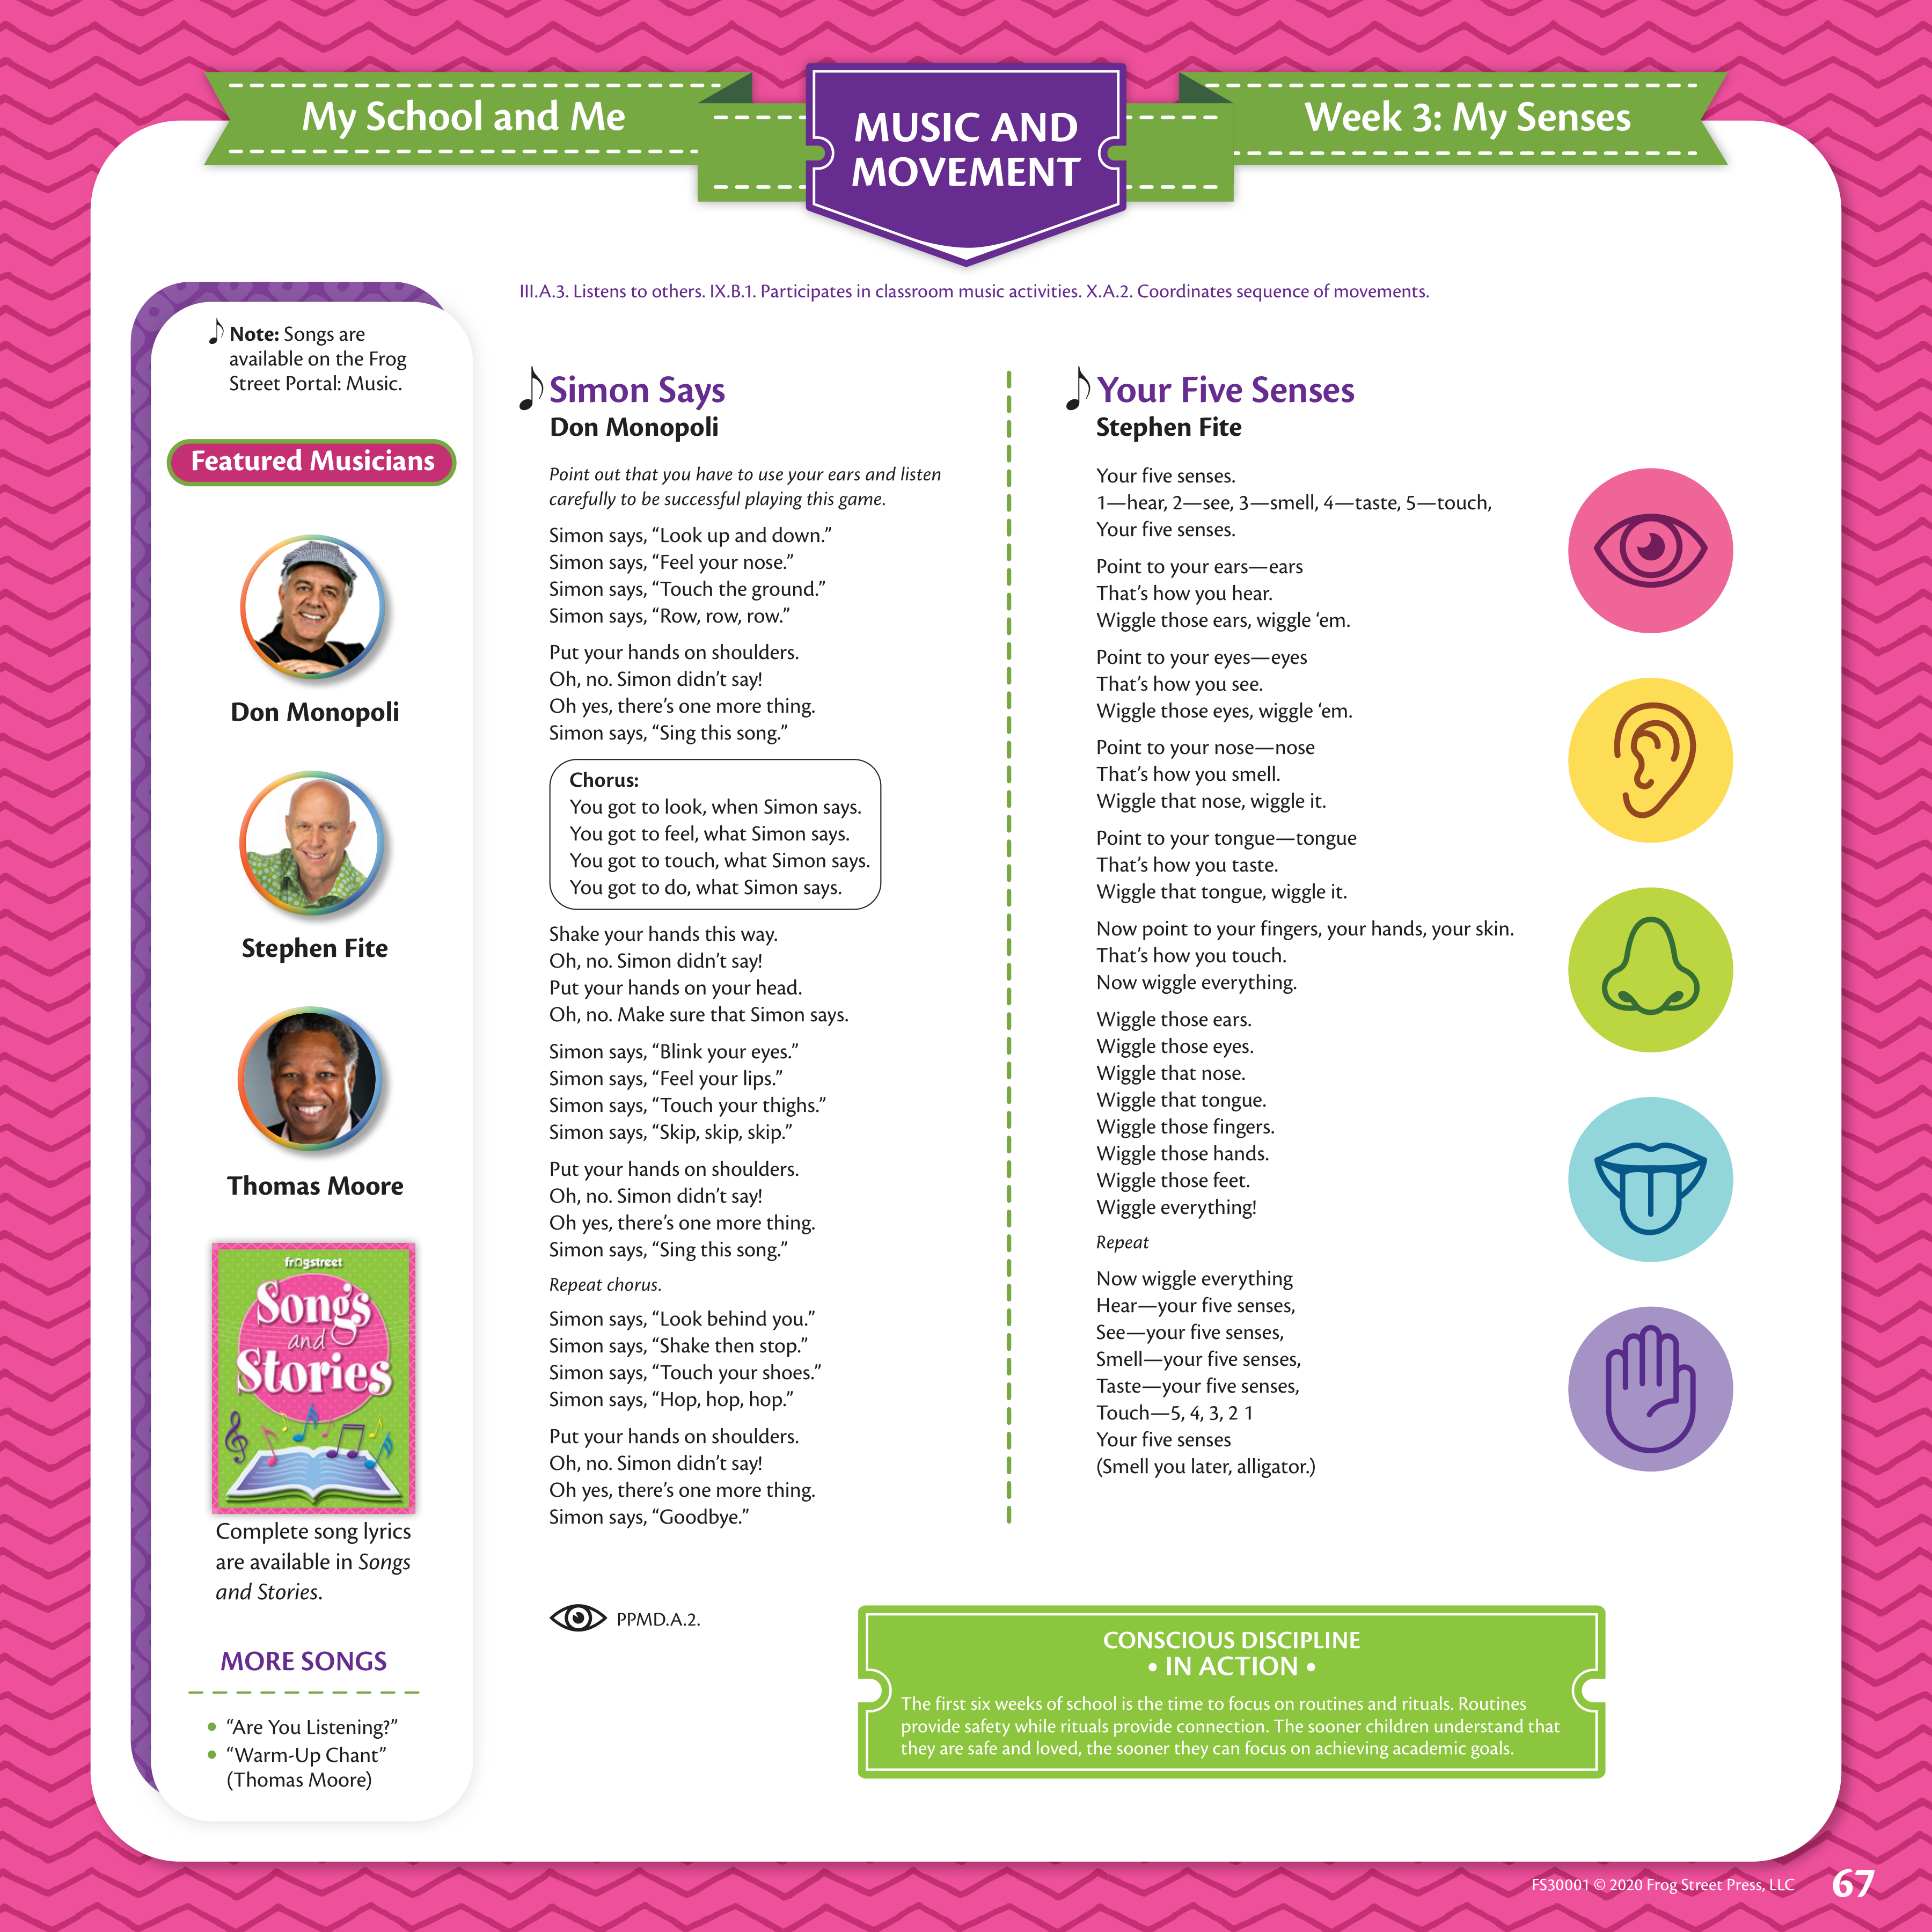 My School and Me
MUSIC AND
MOVEMENT
Week 3: My Senses
III.A.3. Listens to others. IX.B.1. Participates in classroom music activities. X.A.2. Coordinates sequence of movements.
Note: Songs are
available on the Frog
Street Portal: Music.
Featured Musicians
Don Monopoli
Stephen Fite
Thomas Moore
frogstreet
Songs
and
Stories
Complete song lyrics
are available in Songs
and Stories.
MORE SONGS
• “Are You Listening?”
• “Warm-Up Chant”
(Thomas Moore)
Simon Says
Don Monopoli
Point out that you have to use your ears and listen
carefully to be successful playing this game.
Simon says, “Look up and down.”
Simon says, “Feel your nose.”
Simon says, “Touch the ground.”
Simon says, “Row, row, row.”
Put your hands on shoulders.
Oh, no. Simon didn’t say!
Oh yes, there’s one more thing.
Simon says, “Sing this song.”
Chorus:
You got to look, when Simon says.
You got to feel, what Simon says.
You got to touch, what Simon says.
You got to do, what Simon says.
Shake your hands this way.
Oh, no. Simon didn’t say!
Put your hands on your head.
Oh, no. Make sure that Simon says.
Simon says, “Blink your eyes.”
Simon says, “Feel your lips.”
Simon says, “Touch your thighs.”
Simon says, “Skip, skip, skip.”
Put your hands on shoulders.
Oh, no. Simon didn’t say!
Oh yes, there’s one more thing.
Simon says, “Sing this song.”
Repeat chorus.
Simon says, “Look behind you.”
Simon says, “Shake then stop.”
Simon says, “Touch your shoes.”
Simon says, “Hop, hop, hop.”
Put your hands on shoulders.
Oh, no. Simon didn’t say!
Oh yes, there’s one more thing.
Simon says, “Goodbye.”
PPMD.A.2.
Your Five Senses
Stephen Fite
Your five senses.
1—hear, 2—see, 3—smell, 4—taste, 5—touch,
Your five senses.
Point to your ears—ears
That’s how you hear.
Wiggle those ears, wiggle ‘em.
Point to your eyes—eyes
That’s how you see.
Wiggle those eyes, wiggle ‘em.
Point to your nose—nose
That’s how you smell.
Wiggle that nose, wiggle it.
Point to your tongue—tongue
That’s how you taste.
Wiggle that tongue, wiggle it.
Now point to your fingers, your hands, your skin.
That’s how you touch.
Now wiggle everything.
Wiggle those ears.
Wiggle those eyes.
Wiggle that nose.
Wiggle that tongue.
Wiggle those fingers.
Wiggle those hands.
Wiggle those feet.
Wiggle everything!
Repeat
Now wiggle everything
Hear—your five senses,
See—your five senses,
Smell—your five senses,
Taste—your five senses,
Touch—5, 4, 3, 2 1
Your five senses
(Smell you later, alligator.)
CONSCIOUS DISCIPLINE
• IN ACTION •
The first six weeks of school is the time to focus on routines and rituals. Routines
provide safety while rituals provide connection. The sooner children understand that
they are safe and loved, the sooner they can focus on achieving academic goals.
FS30001 © 2020 Frog Street Press, LLC 67